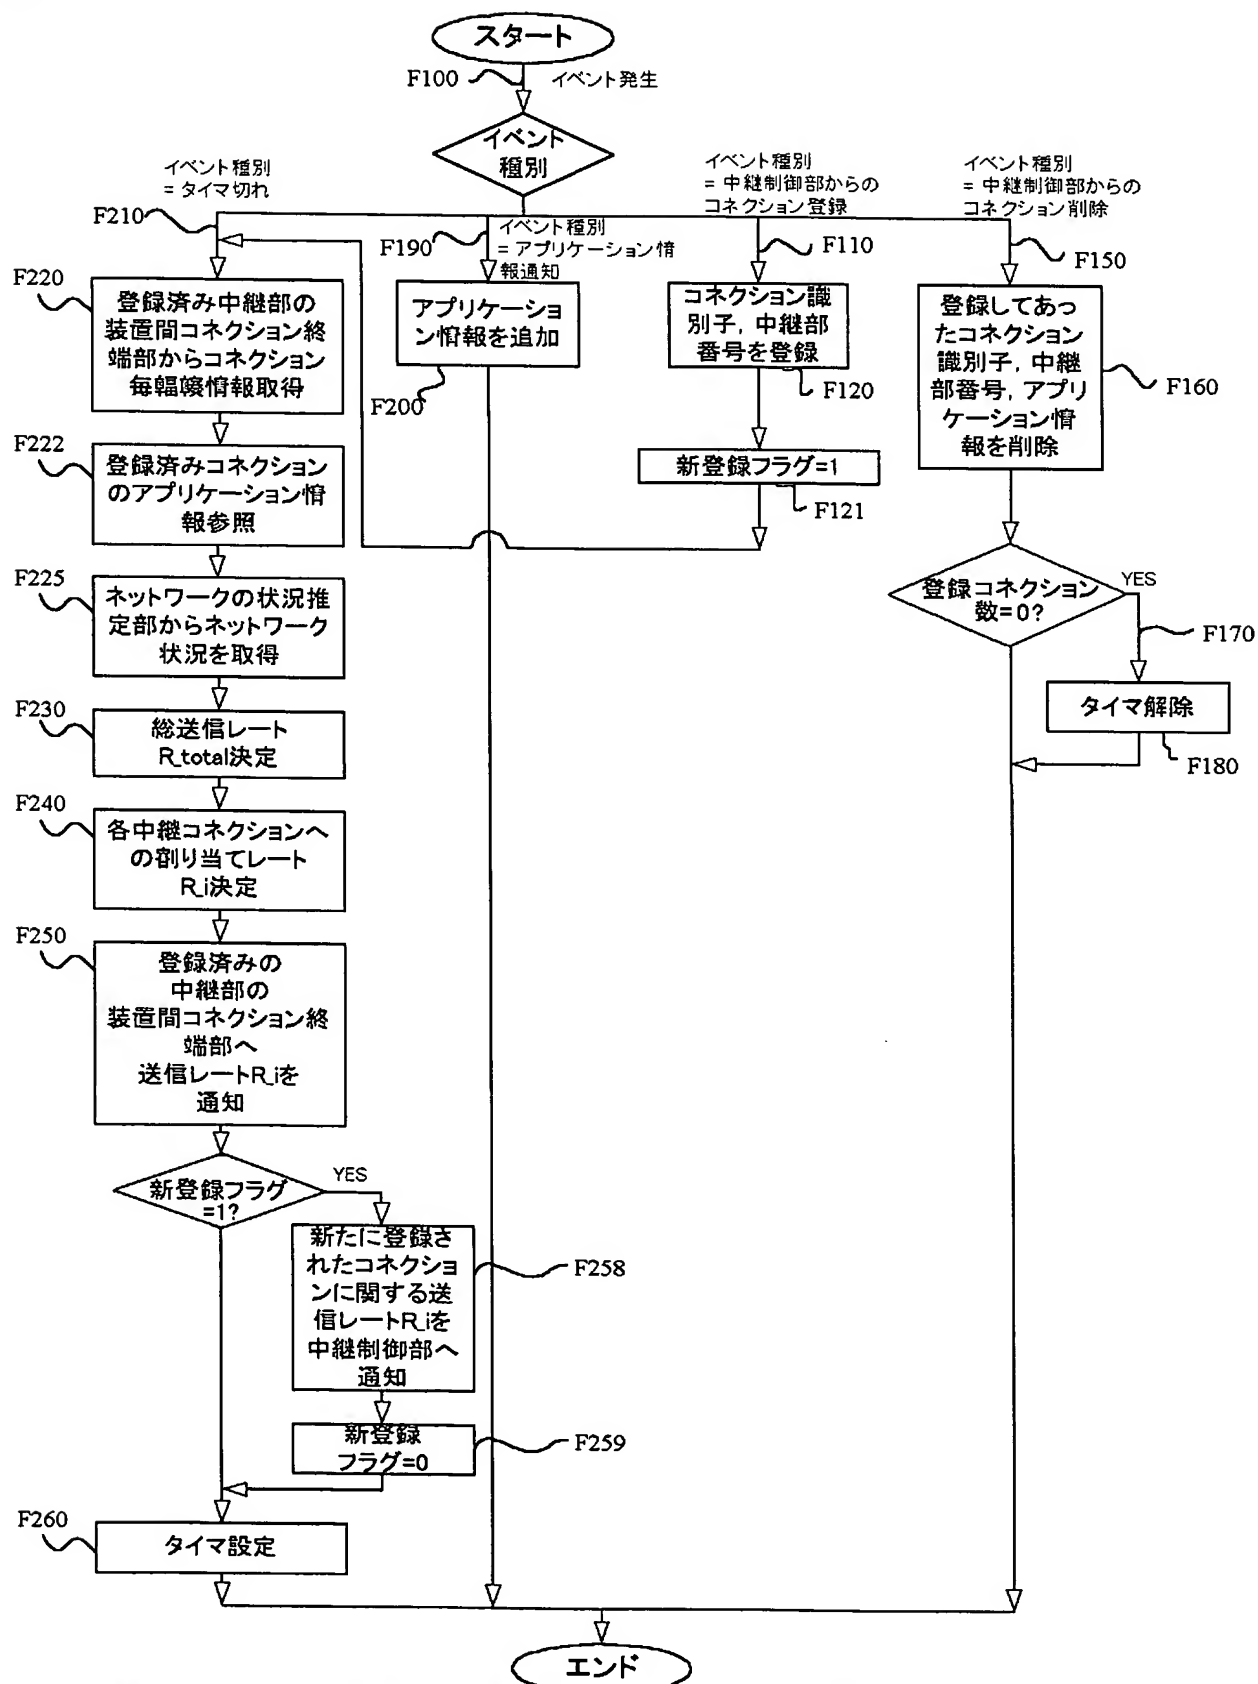 スタート
F100
イベント発生
イベント
種別
イベント種別
= タイマ切れ
F210
イベント種別
= アプリケーション情
報通知
F190
イベント種別
= 中継制御部からの
コネクション登録
F110
イベント種別
= 中継制御部からの
コネクション削除
F150
F220
登録済み中継部の
装置間コネクション終
端部からコネクション
毎輻輳情報取得
アプリケーショ
ン情報を追加
F200
コネクション識
別子, 中継部
番号を登録
F120
登録してあっ
たコネクション
識別子, 中継
部番号, アプリ
ケーション情
報を削除
F160
F222
登録済みコネクション
のアプリケーション情
報参照
新登録フラグ=1
F121
F225
ネットワークの状況推
定部からネットワーク
状況を取得
登録コネクション
数=0?
YES
F170
タイマ解除
F180
F230
総送信レート
R_total決定
F240
各中継コネクションへ
の割り当てレート
R_i決定
F250
登録済みの
中継部の
装置間コネクション終
端部へ
送信レートR_iを
通知
新登録フラグ
=1?
YES
新たに登録さ
れたコネクショ
ンに関する送
信レートR_iを
中継制御部へ
通知
F258
新登録
フラグ=0
F259
F260
タイマ設定
エンド